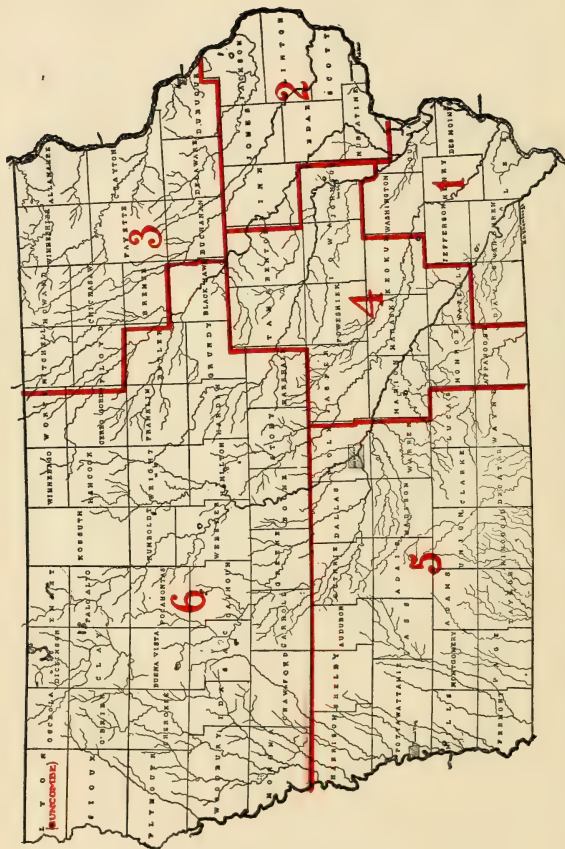 LYON
(BUNCOMBE)
OSCEOLA
DICKINSON
EMMET
WINNEBAGO
WORTH
MITCHELL
HOWARD
WINNESHIEK
ALLAMAKEE
SIOUX
O'BRIEN
CLAY
PALO ALTO
KOSSUTH
HANCOCK
CERRO GORDO
FLOYD
CHICKASAW
FAYETTE
CLAYTON
3
PLYMOUTH
CHEROKEE
BUENA VISTA
POCAHONTAS
HUMBOLDT
WRIGHT
FRANKLIN
BUTLER
BREMER
6
WOODBURY
IDA
SAC
CALHOUN
WEBSTER
HAMILTON
HARDIN
GRUNDY
BLACK HAWK
BUCHANAN
DELAWARE
DUBUQUE
MONONA
CRAWFORD
CARROLL
GREENE
BOONE
STORY
MARSHALL
TAMA
BENTON
LINN
JONES
JACKSON
2
CLINTON
CEDAR
SCOTT
HARRISON
SHELBY
AUDUBON
GUTHRIE
DALLAS
POLK
JASPER
POWESHIEK
IOWA
JOHNSON
MUSCATINE
4
POTTAWATTAMIE
CASS
ADAIR
MADISON
WARREN
MARION
MAHASKA
KEOKUK
WASHINGTON
LOUISA
5
MILLS
MONTGOMERY
ADAMS
UNION
CLARKE
LUCAS
MONROE
WAPELLO
JEFFERSON
HENRY
DESMOINES
1
FREMONT
PAGE
TAYLOR
RINGGOLD
DECATUR
WAYNE
APPANOOSE
DAVIS
VAN BUREN
LEE